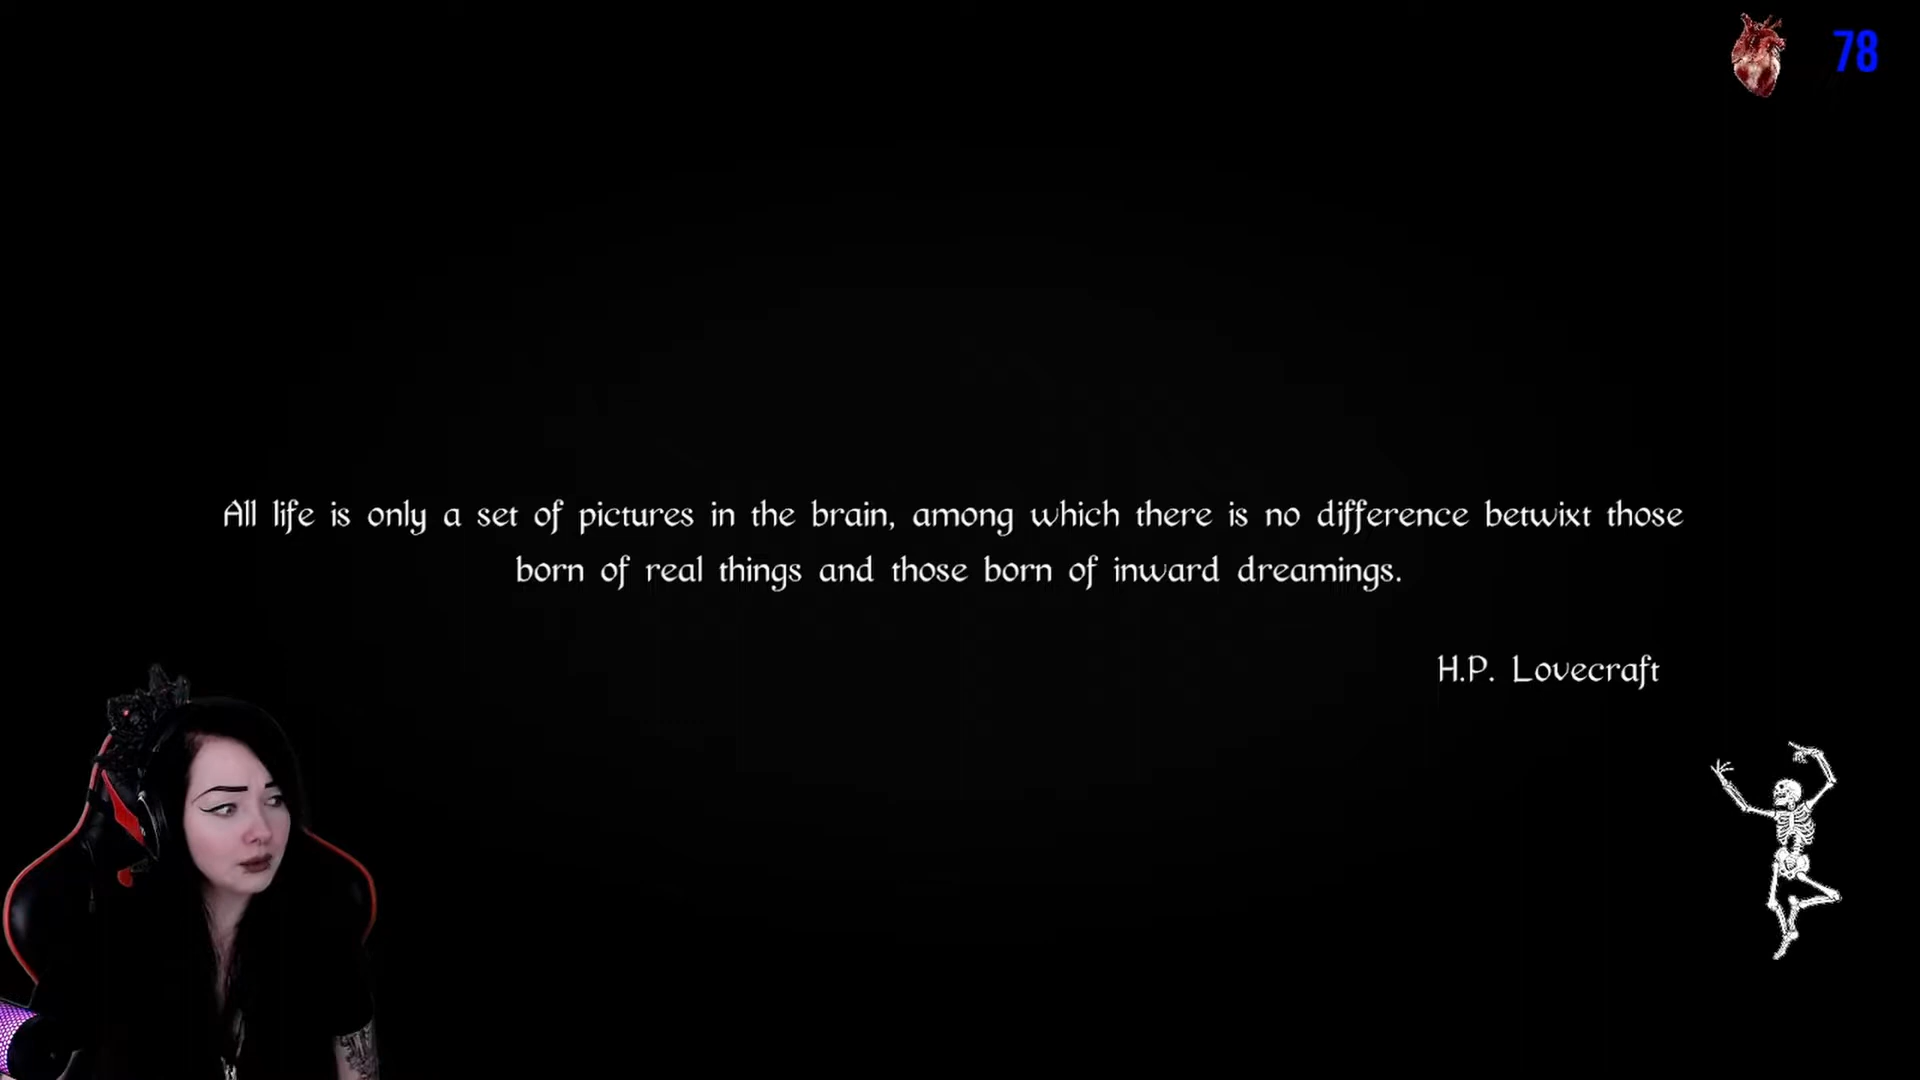 78
All life is only a set of pictures in the brain, among which there is no difference betwixt those
born of real things and those born of inward dreamings.
H.P. Lovecraft